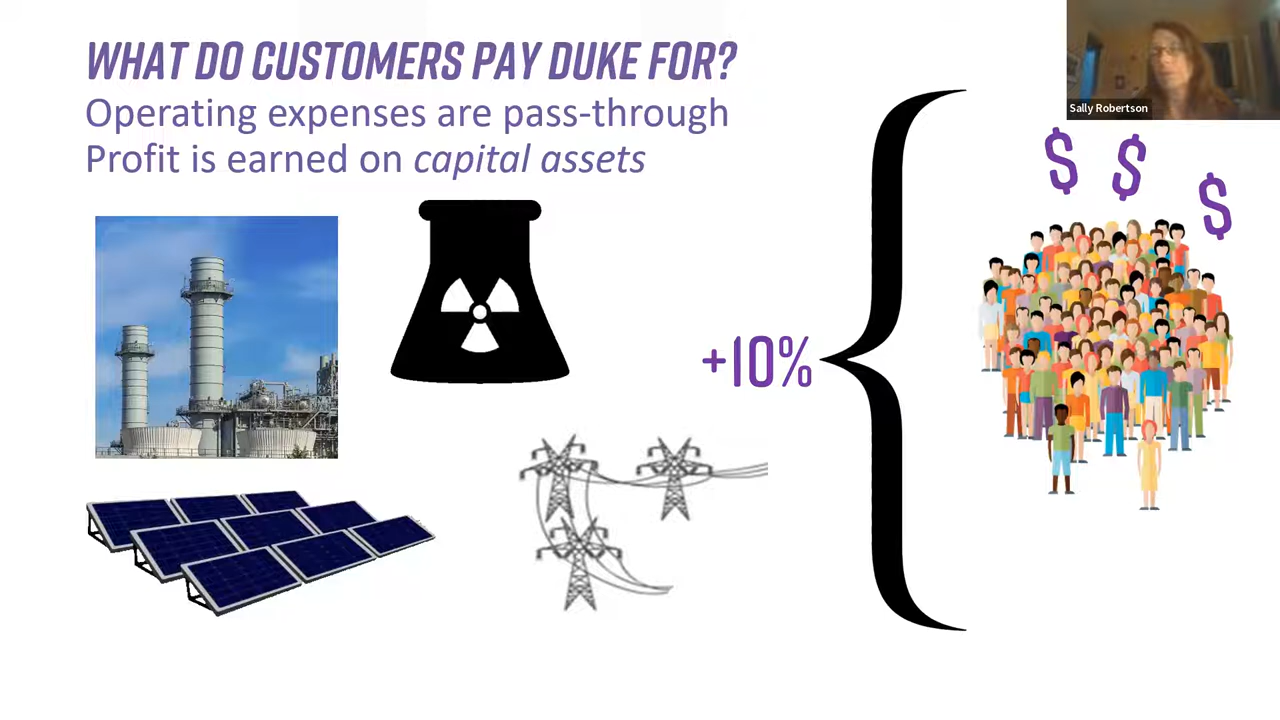 WHAT DO CUSTOMERS PAY DUKE FOR?
Operating expenses are pass-through
Profit is earned on capital assets
Sally Robertson
$ $ $
+10%